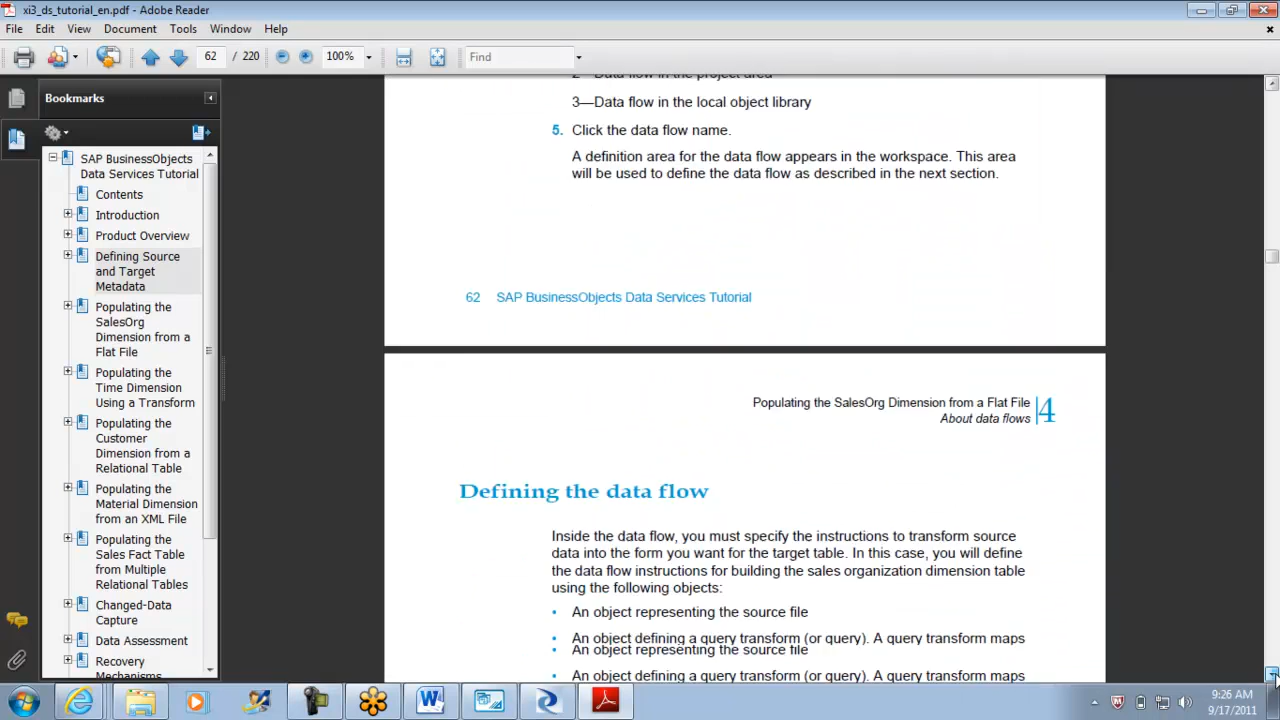 xi3_ds_tutorial_en.pdf - Adobe Reader
File Edit View Document Tools Window Help
62 / 220 100% Find
Bookmarks
SAP BusinessObjects
Data Services Tutorial
Contents
Introduction
Product Overview
Defining Source
and Target
Metadata
Populating the
SalesOrg
Dimension from a
Flat File
Populating the
Time Dimension
Using a Transform
Populating the
Customer
Dimension from a
Relational Table
Populating the
Material Dimension
from an XML File
Populating the
Sales Fact Table
from Multiple
Relational Tables
Changed-Data
Capture
Data Assessment
Recovery
Mechanisms
2—Data flow in the project area
3—Data flow in the local object library
5. Click the data flow name.
A definition area for the data flow appears in the workspace. This area
will be used to define the data flow as described in the next section.
62 SAP BusinessObjects Data Services Tutorial
Populating the SalesOrg Dimension from a Flat File
About data flows
4
Defining the data flow
Inside the data flow, you must specify the instructions to transform source
data into the form you want for the target table. In this case, you will define
the data flow instructions for building the sales organization dimension table
using the following objects:
• An object representing the source file
• An object defining a query transform (or query). A query transform maps
An object representing the source file
• An object defining a query transform (or query). A query transform maps
9:26 AM
9/17/2011